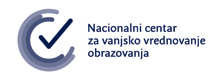 Nacionalni centar
za vanjsko vrednovanje
obrazovanja